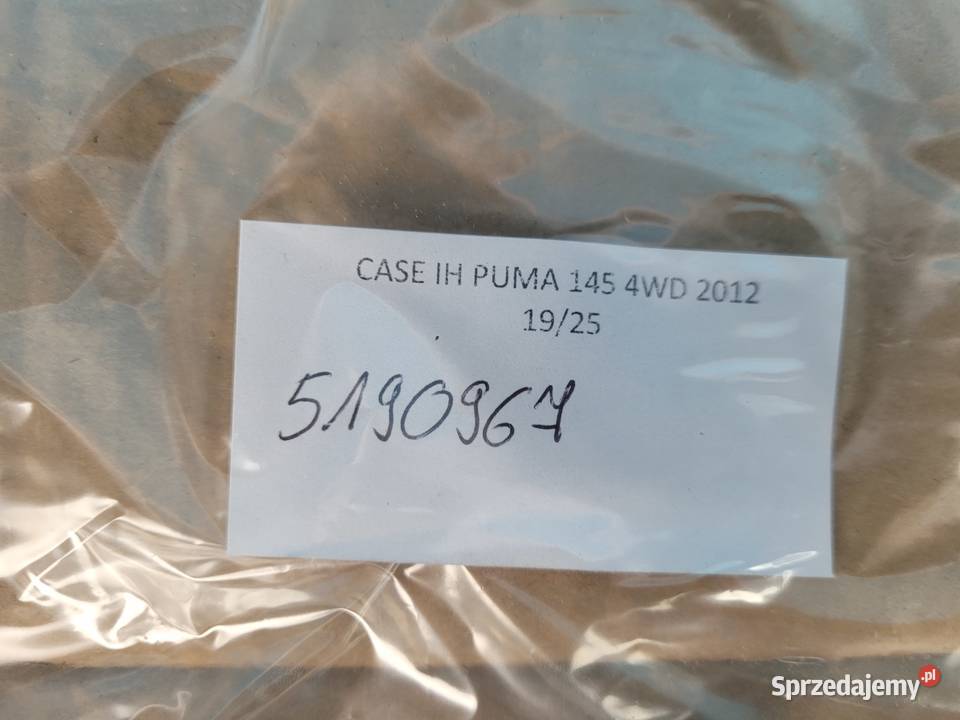 CASE IH PUMA 145 4WD 2012
19/25
5190967
Sprzedajemy.pl